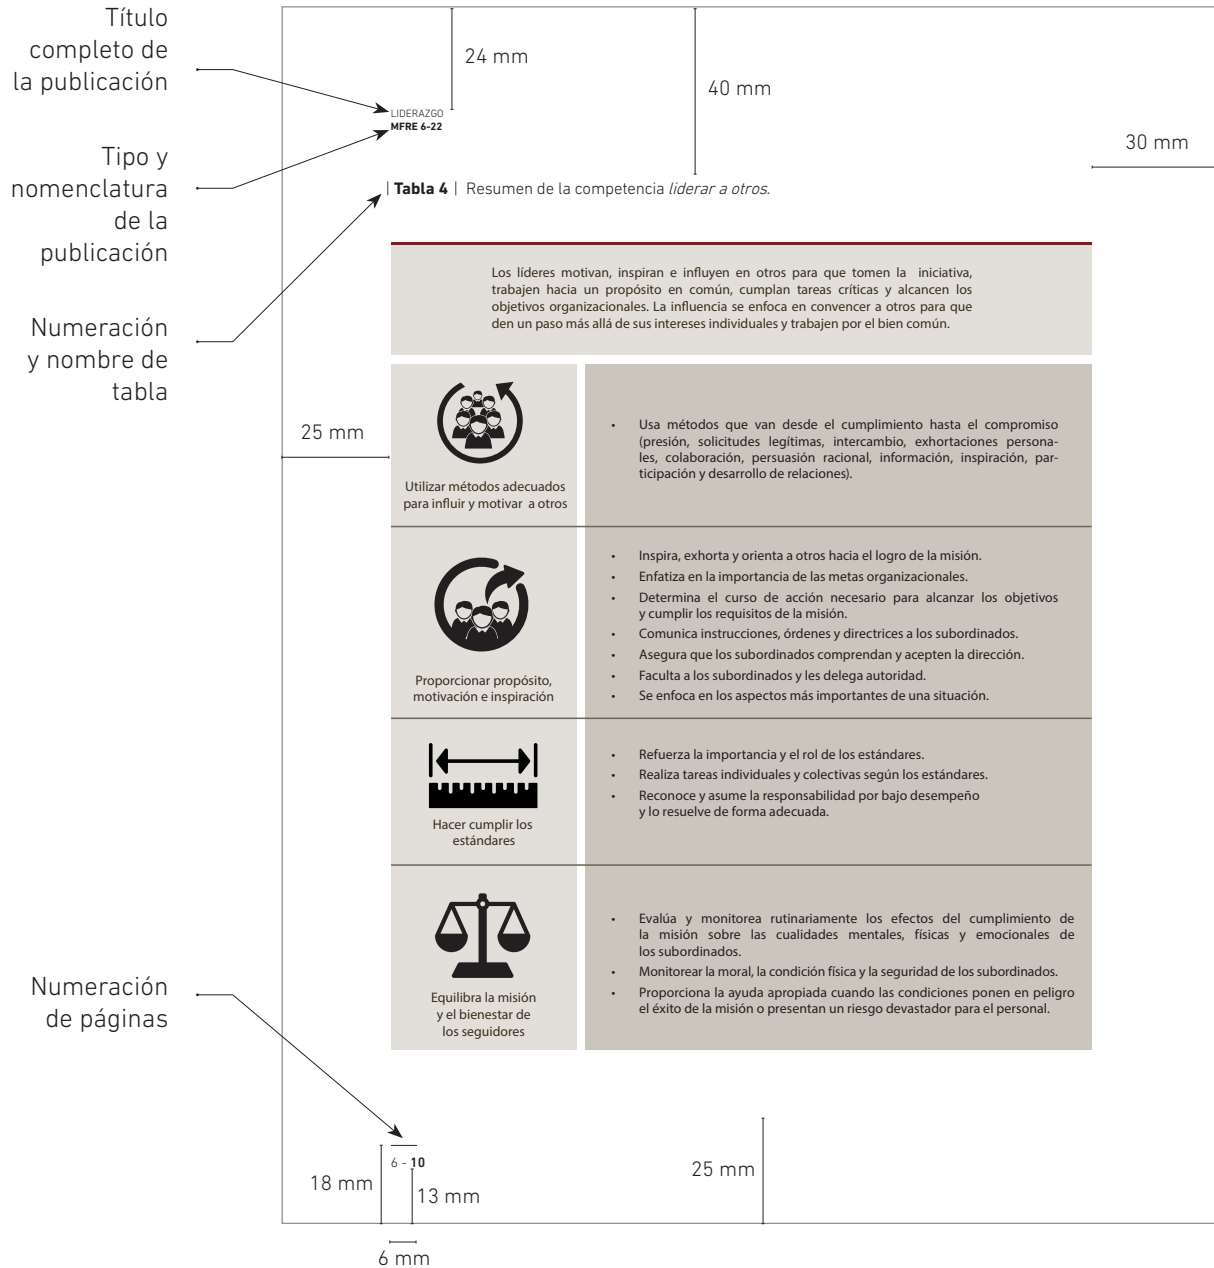 Título
completo de
la publicación
24 mm
40 mm
30 mm
LIDERAZGO
MFRE 6-22
Tipo y
nomenclatura
de la
publicación
| Tabla 4 | Resumen de la competencia liderar a otros.
Numeración
y nombre de
tabla
Los líderes motivan, inspiran e influyen en otros para que tomen la iniciativa,
trabajen hacia un propósito en común, cumplan tareas críticas y alcancen los
objetivos organizacionales. La influencia se enfoca en convencer a otros para que
den un paso más allá de sus intereses individuales y trabajen por el bien común.
25 mm
Utilizar métodos adecuados
para influir y motivar a otros
• Usa métodos que van desde el cumplimiento hasta el compromiso
(presión, solicitudes legítimas, intercambio, exhortaciones persona-
les, colaboración, persuasión racional, información, inspiración, par-
ticipación y desarrollo de relaciones).
Proporcionar propósito,
motivación e inspiración
• Inspira, exhorta y orienta a otros hacia el logro de la misión.
• Enfatiza en la importancia de las metas organizacionales.
• Determina el curso de acción necesario para alcanzar los objetivos
y cumplir los requisitos de la misión.
• Comunica instrucciones, órdenes y directrices a los subordinados.
• Asegura que los subordinados comprendan y acepten la dirección.
• Faculta a los subordinados y les delega autoridad.
• Se enfoca en los aspectos más importantes de una situación.
Hacer cumplir los
estándares
• Refuerza la importancia y el rol de los estándares.
• Realiza tareas individuales y colectivas según los estándares.
• Reconoce y asume la responsabilidad por bajo desempeño
y lo resuelve de forma adecuada.
Equilibra la misión
y el bienestar de
los seguidores
• Evalúa y monitorea rutinariamente los efectos del cumplimiento de
la misión sobre las cualidades mentales, físicas y emocionales de
los subordinados.
• Monitorear la moral, la condición física y la seguridad de los subordinados.
• Proporciona la ayuda apropiada cuando las condiciones ponen en peligro
el éxito de la misión o presentan un riesgo devastador para el personal.
Numeración
de páginas
6 - 10
18 mm
13 mm
25 mm
6 mm